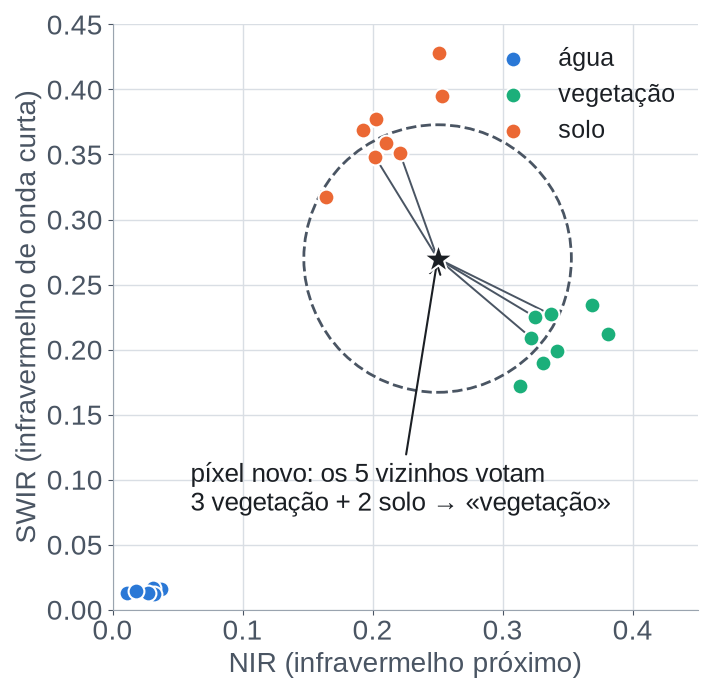 0.45
0.40
0.35
0.30
0.25
0.20
0.15
0.10
0.05
0.00
SWIR (infravermelho de onda curta)
água
vegetação
solo
píxel novo: os 5 vizinhos votam
3 vegetação + 2 solo → «vegetação»
0.0
0.1
0.2
0.3
0.4
NIR (infravermelho próximo)